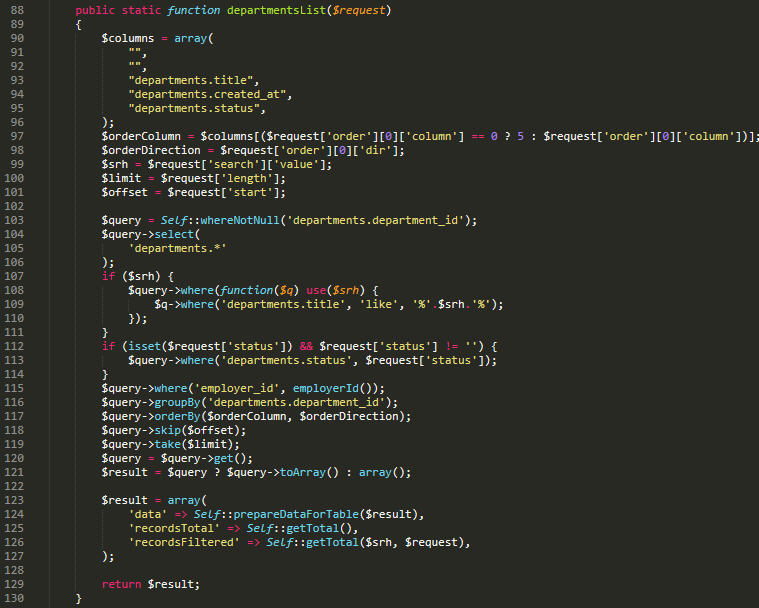 88 public static function departmentsList($request)
89 {
90 $columns = array(
91 "",
92 "",
93 "departments.title",
94 "departments.created_at",
95 "departments.status",
96 );
97 $orderColumn = $columns[($request['order'][0]['column'] == 0 ? 5 : $request['order'][0]['column'])];
98 $orderDirection = $request['order'][0]['dir'];
99 $srh = $request['search']['value'];
100 $limit = $request['length'];
101 $offset = $request['start'];
102
103 $query = Self::whereNotNull('departments.department_id');
104 $query->select(
105 'departments.*'
106 );
107 if ($srh) {
108 $query->where(function($q) use($srh) {
109 $q->where('departments.title', 'like', '%'.$srh.'%');
110 });
111 }
112 if (isset($request['status']) && $request['status'] != '') {
113 $query->where('departments.status', $request['status']);
114 }
115 $query->where('employer_id', employerId());
116 $query->groupBy('departments.department_id');
117 $query->orderBy($orderColumn, $orderDirection);
118 $query->skip($offset);
119 $query->take($limit);
120 $query = $query->get();
121 $result = $query ? $query->toArray() : array();
122
123 $result = array(
124 'data' => Self::prepareDataForTable($result),
125 'recordsTotal' => Self::getTotal(),
126 'recordsFiltered' => Self::getTotal($srh, $request),
127 );
128
129 return $result;
130 }